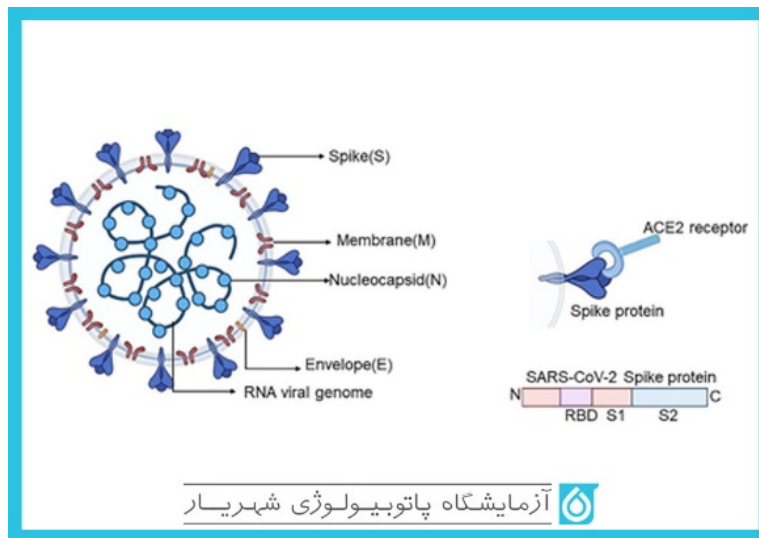 Spike(S)
Membrane(M)
Nucleocapsid(N)
Envelope(E)
RNA viral genome
ACE2 receptor
Spike protein
SARS-CoV-2 Spike protein
N C
RBD S1 S2
آزمایشگاه پاتوبیولوژی شهریار